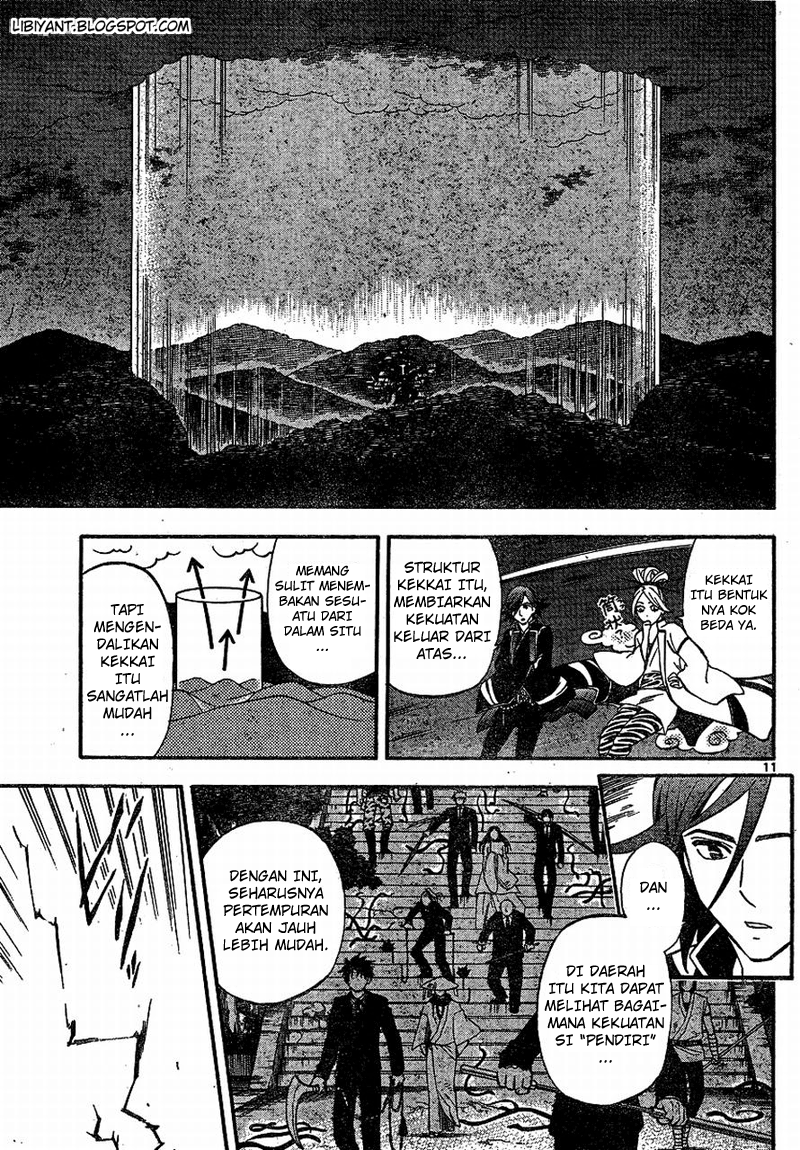 LIBIYANT.BLOGSPOT.COM
KEKKAI
ITU BENTUK
NYA KOK
BEDA YA.
STRUKTUR
KEKKAI ITU,
MEMBIARKAN
KEKUATAN
KELUAR DARI
ATAS...
MEMANG
SULIT MENEM-
BAKAN SESU-
ATU DARI
DALAM SITU
...
TAPI
MENGEN-
DALIKAN
KEKKAI
ITU
SANGATLAH
MUDAH
...
11
DAN
...
DI DAERAH
ITU KITA DAPAT
MELIHAT BAGAI-
MANA KEKUATAN
SI "PENDIRI"
...
DENGAN INI,
SEHARUSNYA
PERTEMPURAN
AKAN JAUH
LEBIH MUDAH.